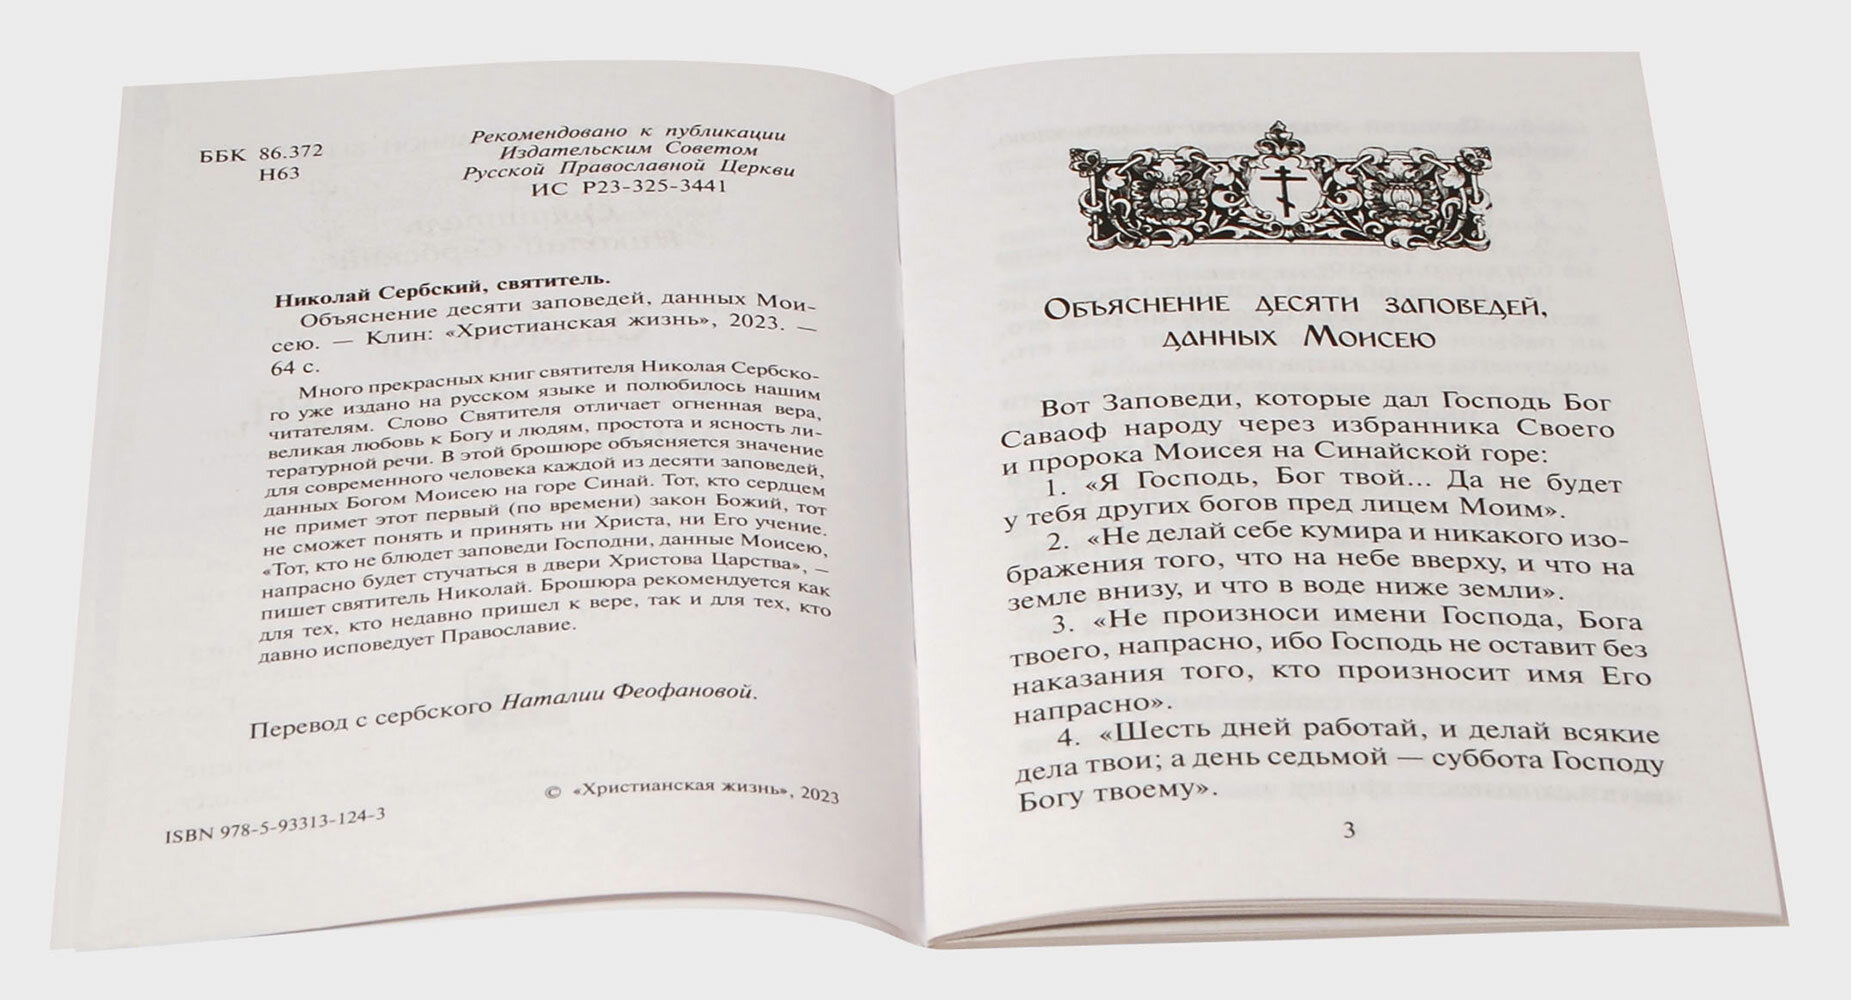 ББК 86.372
Н63
Рекомендовано к публикации
Издательским Советом
Русской Православной Церкви
ИС Р23-325-3441
Николай Сербский, святитель.
Объяснение десяти заповедей, данных Мои-
сею. — Клин: «Христианская жизнь», 2023. —
64 с.
Много прекрасных книг святителя Николая Сербско-
го уже издано на русском языке и полюбилось нашим
читателям. Слово Святителя отличает огненная вера,
великая любовь к Богу и людям, простота и ясность ли-
тературной речи. В этой брошюре объясняется значение
для современного человека каждой из десяти заповедей,
данных Богом Моисею на горе Синай. Тот, кто сердцем
не примет этот первый (по времени) закон Божий, тот
не сможет понять и принять ни Христа, ни Его учение.
«Тот, кто не блюдет заповеди Господни, данные Моисею,
напрасно будет стучаться в двери Христова Царства», —
пишет святитель Николай. Брошюра рекомендуется как
для тех, кто недавно пришел к вере, так и для тех, кто
давно исповедует Православие.
Перевод с сербского Наталии Феофановой.
© «Христианская жизнь», 2023
ISBN 978-5-93313-124-3
Объяснение десяти заповедей,
данных Моисею
Вот Заповеди, которые дал Господь Бог
Саваоф народу через избранника Своего
и пророка Моисея на Синайской горе:
1. «Я Господь, Бог твой... Да не будет
у тебя других богов пред лицем Моим».
2. «Не делай себе кумира и никакого изо-
бражения того, что на небе вверху, и что на
земле внизу, и что в воде ниже земли».
3. «Не произноси имени Господа, Бога
твоего, напрасно, ибо Господь не оставит без
наказания того, кто произносит имя Его
напрасно».
4. «Шесть дней работай, и делай всякие
дела твои; а день седьмой — суббота Господу
Богу твоему».
3